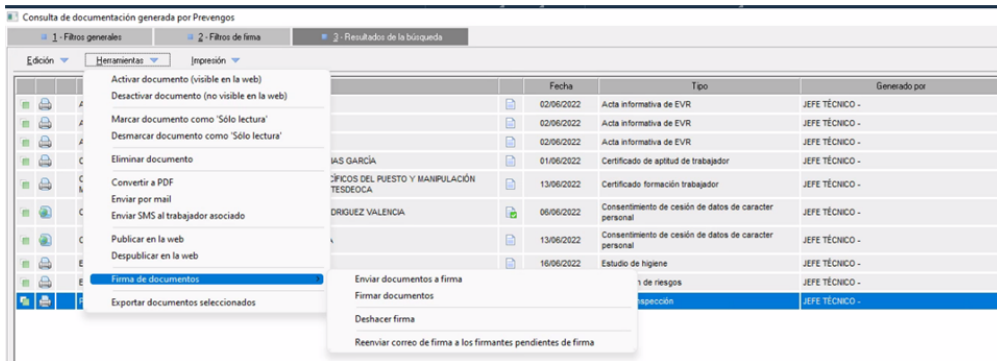 Consulta de documentación generada por Prevengos
1 - Filtros generales 2 - Filtros de firma 3 - Resultados de la búsqueda
Edición Herramientas Impresión
Activar documento (visible en la web)
Desactivar documento (no visible en la web)
Marcar documento como 'Sólo lectura'
Desmarcar documento como 'Sólo lectura'
Eliminar documento
Convertir a PDF
Enviar por mail
Enviar SMS al trabajador asociado
Publicar en la web
Despublicar en la web
Firma de documentos
Exportar documentos seleccionados
Enviar documentos a firma
Firmar documentos
Deshacer firma
Reenviar correo de firma a los firmantes pendientes de firma
Fecha Tipo Generado por
02/06/2022 Acta informativa de EVR JEFE TÉCNICO -
02/06/2022 Acta informativa de EVR JEFE TÉCNICO -
02/06/2022 Acta informativa de EVR JEFE TÉCNICO -
GARCÍA 01/06/2022 Certificado de aptitud de trabajador JEFE TÉCNICO -
DEL PUESTO Y MANIPULACIÓN
13/06/2022 Certificado formación trabajador JEFE TÉCNICO -
VALENCIA 06/06/2022 Consentimiento de cesión de datos de caracter
personal JEFE TÉCNICO -
13/06/2022 Consentimiento de cesión de datos de caracter
personal JEFE TÉCNICO -
16/06/2022 Estudio de higiene JEFE TÉCNICO -
de riesgos JEFE TÉCNICO -
JEFE TÉCNICO -